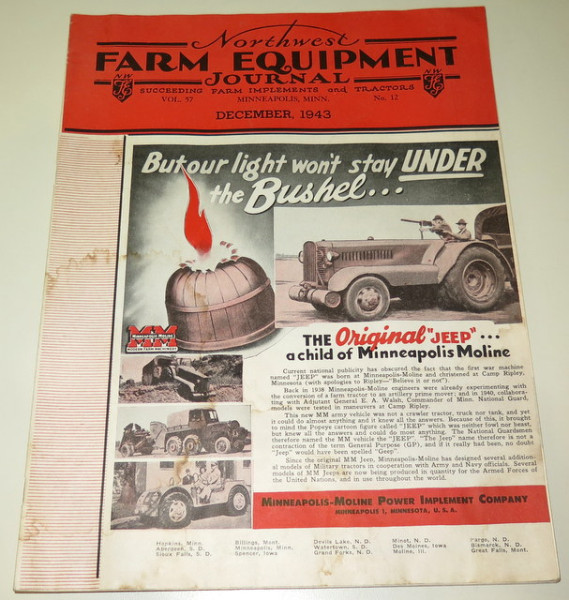 Northwest
FARM EQUIPMENT
JOURNAL
NW
NW
SUCCEEDING FARM IMPLEMENTS and TRACTORS
VOL. 57 MINNEAPOLIS, MINN. No. 12
DECEMBER, 1943
But our light won't stay UNDER
the Bushel...
MM
THE Original "JEEP"...
a child of Minneapolis Moline
Current national publicity has obscured the fact that the first war machine
named "JEEP" was born at Minneapolis-Moline and christened at Camp Ripley,
Minnesota (with apologies to Ripley—"Believe it or not").
Back in 1938 Minneapolis-Moline engineers were already experimenting
with the conversion of a farm tractor to an artillery prime mover; and in 1940, collabora-
ting with Adjutant General E. A. Walsh, Commander of Minn. National Guard,
models were tested in maneuvers at Camp Ripley.
This new MM army vehicle was not a crawler tractor, truck nor tank, and yet
it could do almost anything and it knew all the answers. Because of this, it brought
to mind the Popeye cartoon figure called "JEEP" which was neither fowl nor beast,
but knew all the answers and could do most anything. The National Guardsmen
therefore named the MM vehicle the "JEEP". The Jeep name therefore is not a
contraction of the term General Purpose (GP), and if it really had been, no doubt
"Jeep" would have been spelled "Geep".
Since the original MM Jeep, Minneapolis-Moline has designed several addition-
al models of Military tractors in cooperation with Army and Navy officials. Several
models of MM Jeeps are now being produced in quantity for the Armed Forces of
the United Nations, and in use throughout the world.
MINNEAPOLIS-MOLINE POWER IMPLEMENT COMPANY
MINNEAPOLIS 1, MINNESOTA, U. S. A.
Hopkins, Minn. Billings, Mont. Devils Lake, N. D. Minot, N. D. Fargo, N. D.
Aberdeen, S. D. Minneapolis, Minn. Watertown, S. D. Des Moines, Iowa Bismarck, N. D.
Sioux Falls, S. D. Spencer, Iowa Grand Forks, N. D. Moline, Ill. Great Falls, Mont.